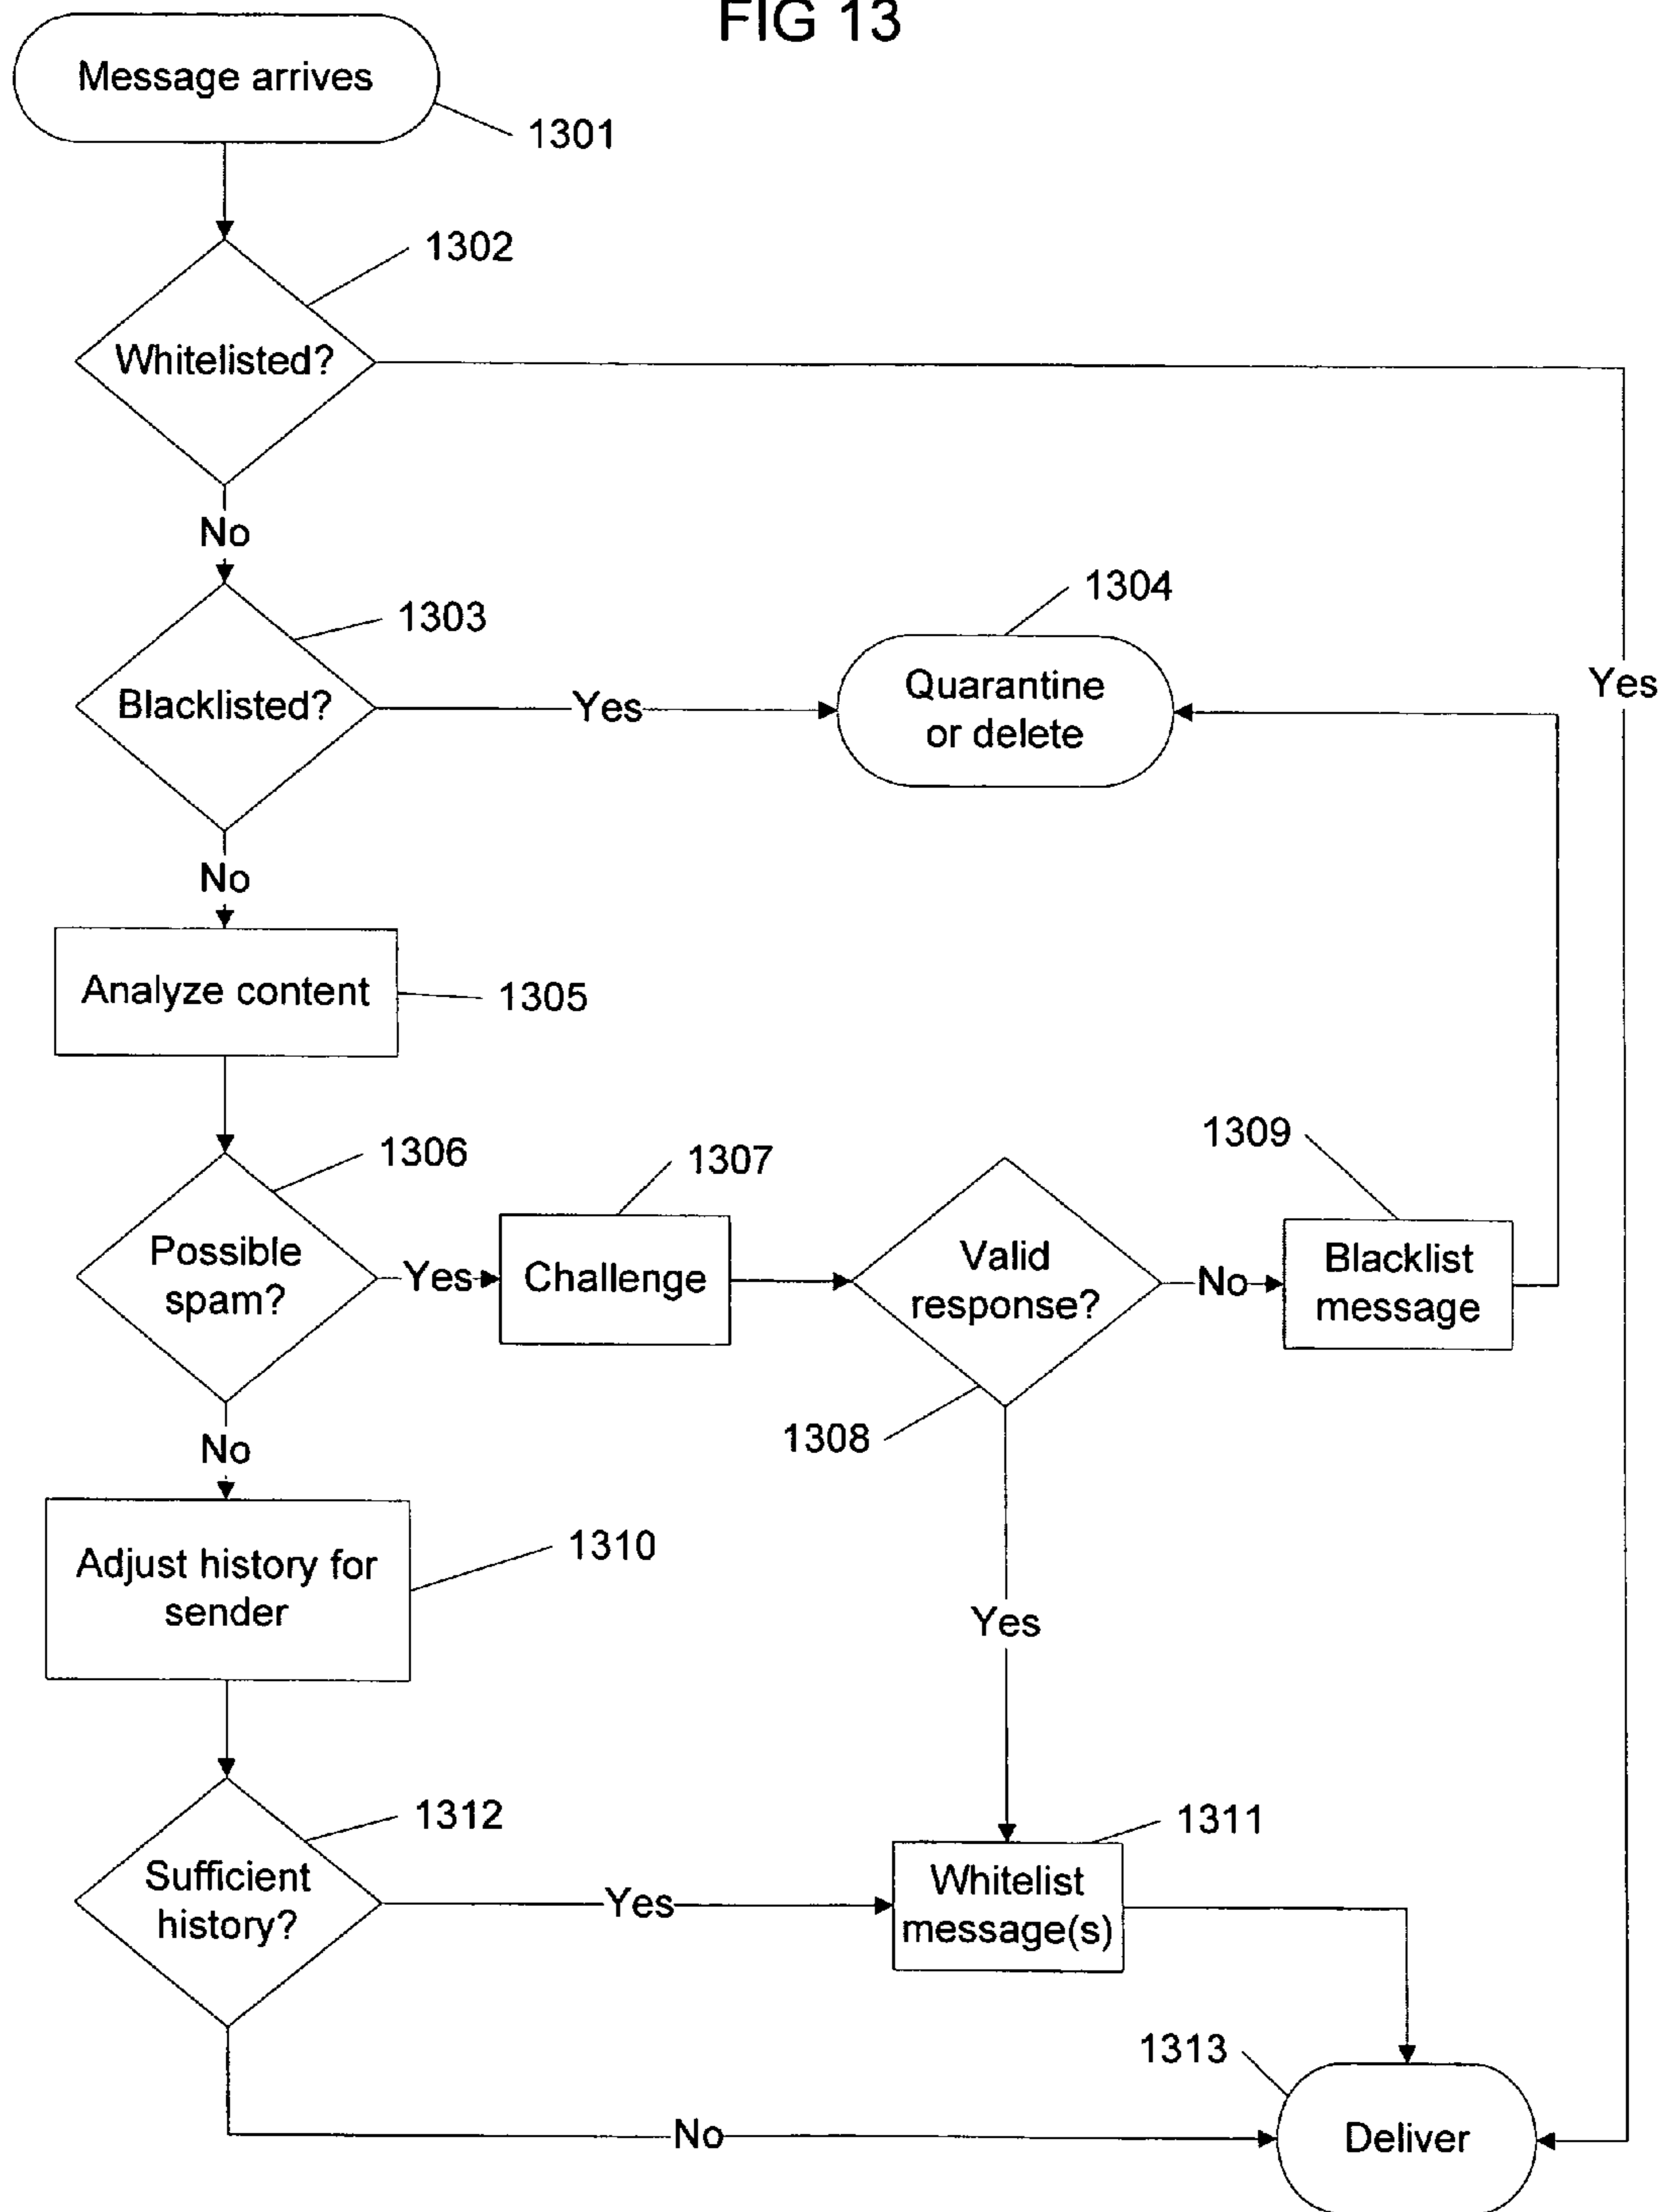 FIG 13
Message arrives
1301
1302
Whitelisted?
No
1303
Blacklisted?
Yes
1304
Quarantine
or delete
Yes
No
Analyze content
1305
1306
Possible
spam?
Yes
1307
Challenge
Valid
response?
1308
No
1309
Blacklist
message
No
Adjust history for
sender
1310
Yes
1312
Sufficient
history?
Yes
1311
Whitelist
message(s)
No
1313
Deliver